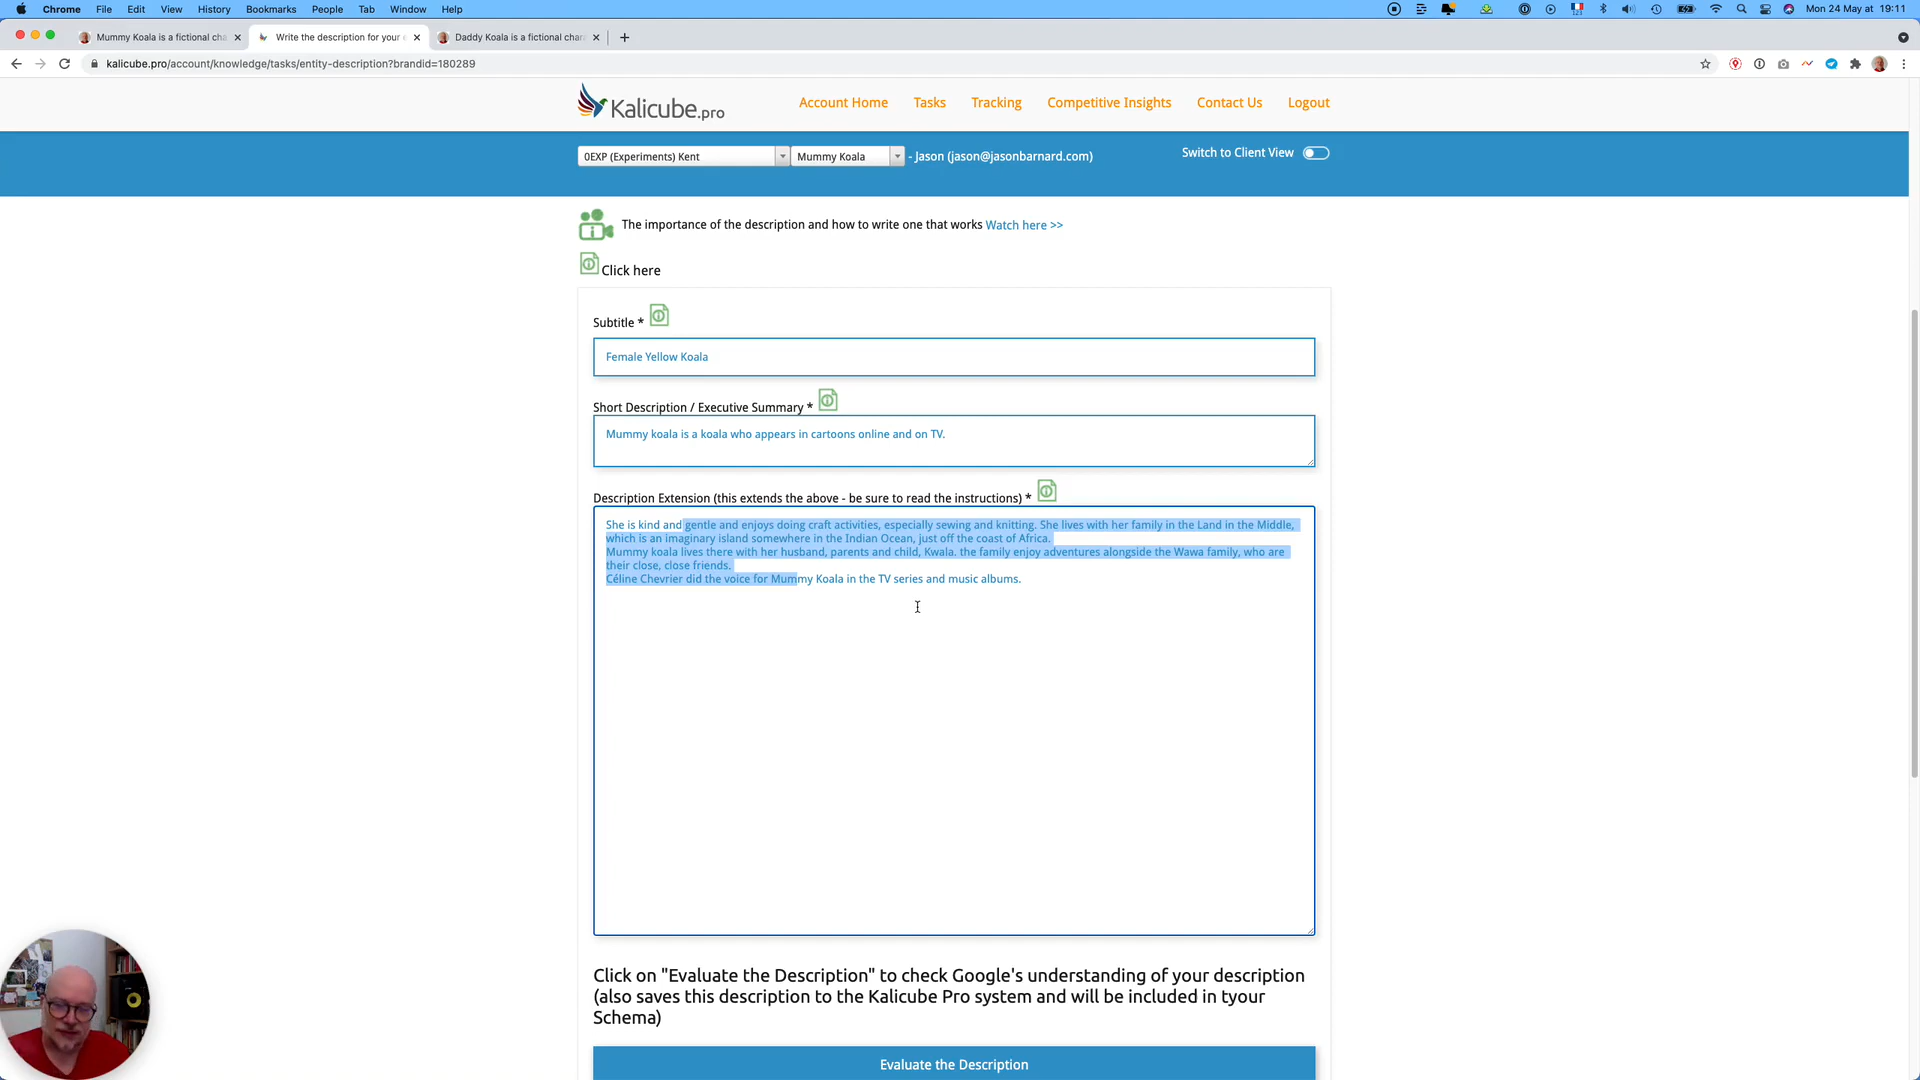 Chrome File Edit View History Bookmarks People Tab Window Help
Mon 24 May at 19:11
Mummy Koala is a fictional cha
Write the description for your
Daddy Koala is a fictional char
kalicube.pro/account/knowledge/tasks/entity-description?brandid=180289
Kalicube.pro
Account Home Tasks Tracking Competitive Insights Contact Us Logout
0EXP (Experiments) Kent Mummy Koala - Jason (jason@jasonbarnard.com) Switch to Client View
The importance of the description and how to write one that works Watch here >>
Click here
Subtitle *
Female Yellow Koala
Short Description / Executive Summary *
Mummy koala is a koala who appears in cartoons online and on TV.
Description Extension (this extends the above - be sure to read the instructions) *
She is kind and gentle and enjoys doing craft activities, especially sewing and knitting. She lives with her family in the Land in the Middle,
which is an imaginary island somewhere in the Indian Ocean, just off the coast of Africa.
Mummy koala lives there with her husband, parents and child, Kwala. the family enjoy adventures alongside the Wawa family, who are
their close, close friends.
Céline Chevrier did the voice for Mummy Koala in the TV series and music albums.
Click on "Evaluate the Description" to check Google's understanding of your description
(also saves this description to the Kalicube Pro system and will be included in tyour
Schema)
Evaluate the Description